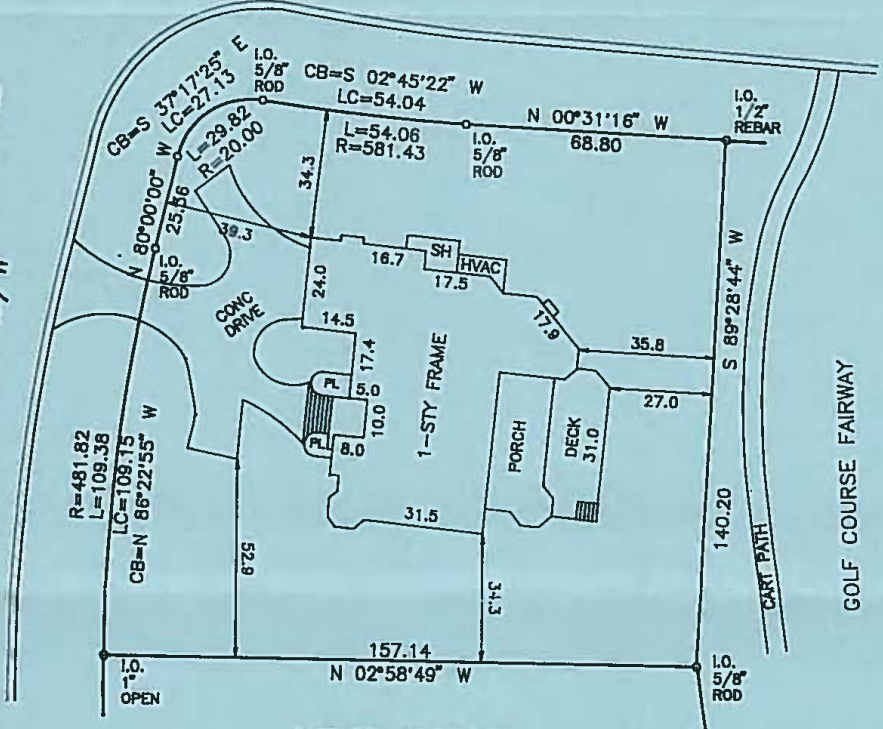 CB=S 37°17'25" E
LC=27.13
L=29.82
R=20.00
I.O.
5/8"
ROD
CB=S 02°45'22" W
LC=54.04
L=54.06
R=581.43
I.O.
5/8"
ROD
N 00°31'16" W
68.80
I.O.
1/2"
REBAR
N 80°00'00" W
25.56
I.O.
5/8"
ROD
34.3
39.3
24.0
16.7
SH
HVAC
17.5
17.9
CONC
DRIVE
14.5
17.4
PL
5.0
10.0
PL
8.0
1-STY FRAME
31.5
PORCH
DECK
31.0
35.8
27.0
S 89°28'44" W
140.20
CART PATH
GOLF COURSE FAIRWAY
R=481.82
L=109.38
LC=109.15
CB=N 86°22'55" W
52.9
34.3
157.14
N 02°58'49" W
I.O.
1"
OPEN
I.O.
5/8"
ROD